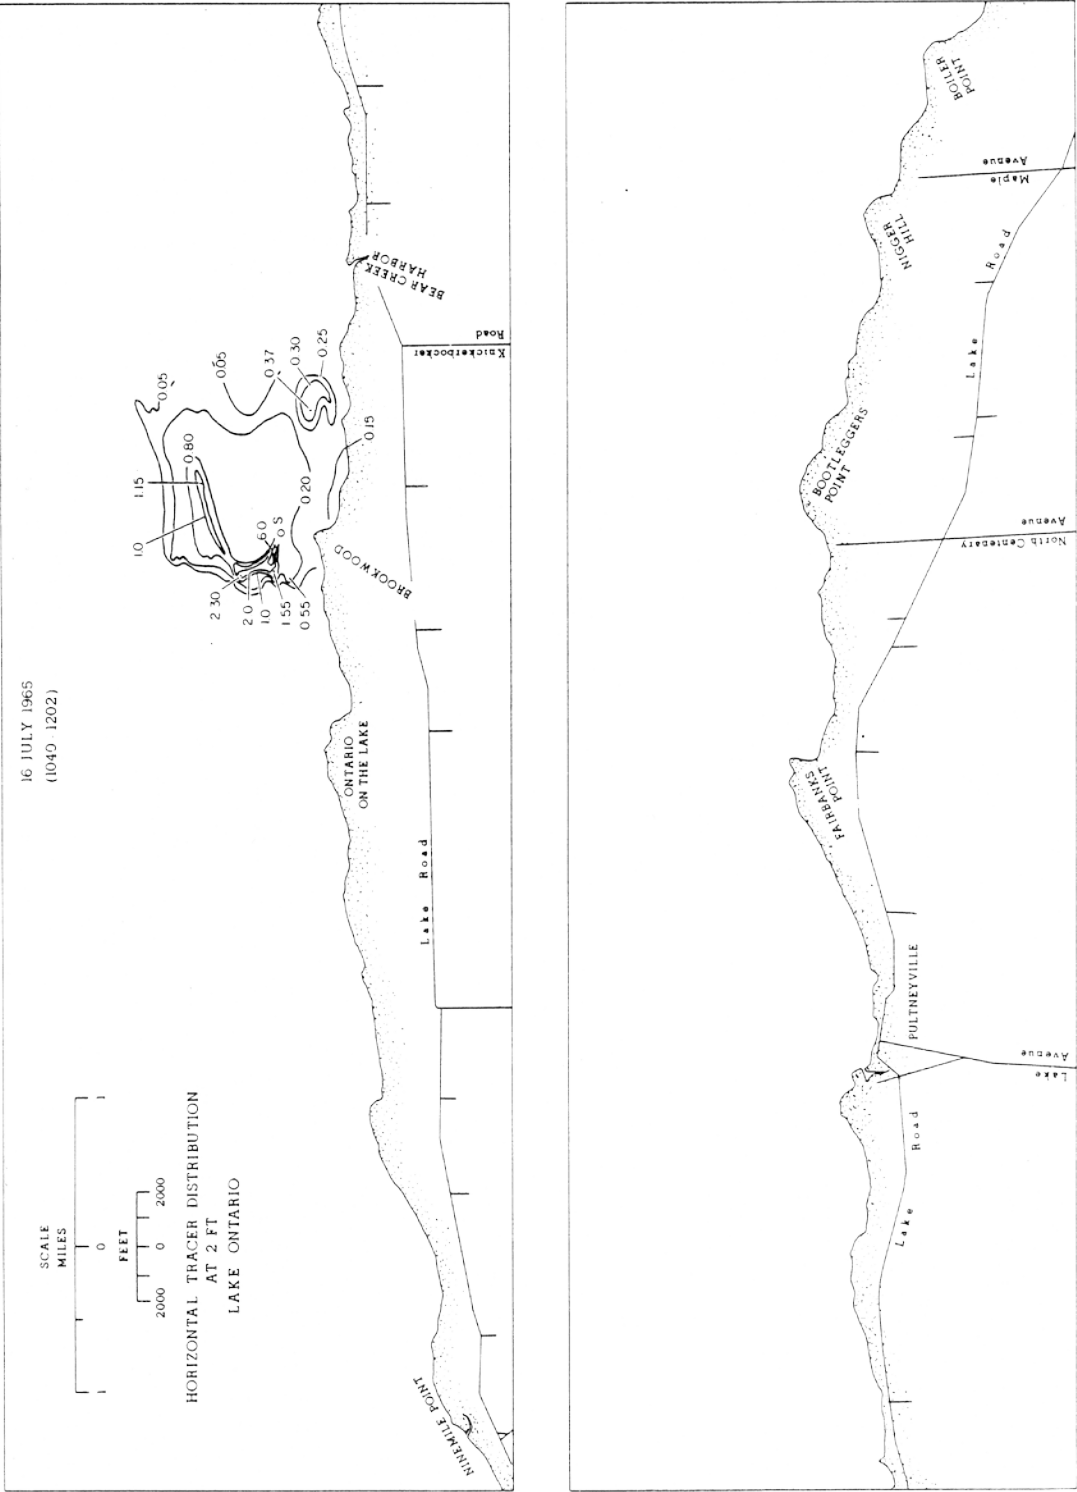 16 JULY 1965
(1040-1202)
SCALE
MILES
1 0 1
FEET
2000 0 2000
HORIZONTAL TRACER DISTRIBUTION
AT 2 FT
LAKE ONTARIO
0.05
0.05
0.37
0.30
0.25
0.80
1.15
1.0
0.15
0.20
6.0
O.S
2.30
2.0
1.0
1.55
0.55
BEAR CREEK
HARBOR
Knickerbocker
Road
BROOKWOOD
ONTARIO
ON THE LAKE
Lake Road
NINEMILE POINT
BOILER
POINT
Maple
Avenue
NIGGER
HILL
Lake Road
BOOTLEGGERS
POINT
North Centenary
Avenue
FAIRBANKS
POINT
PULTNEYVILLE
Lake
Avenue
Lake Road